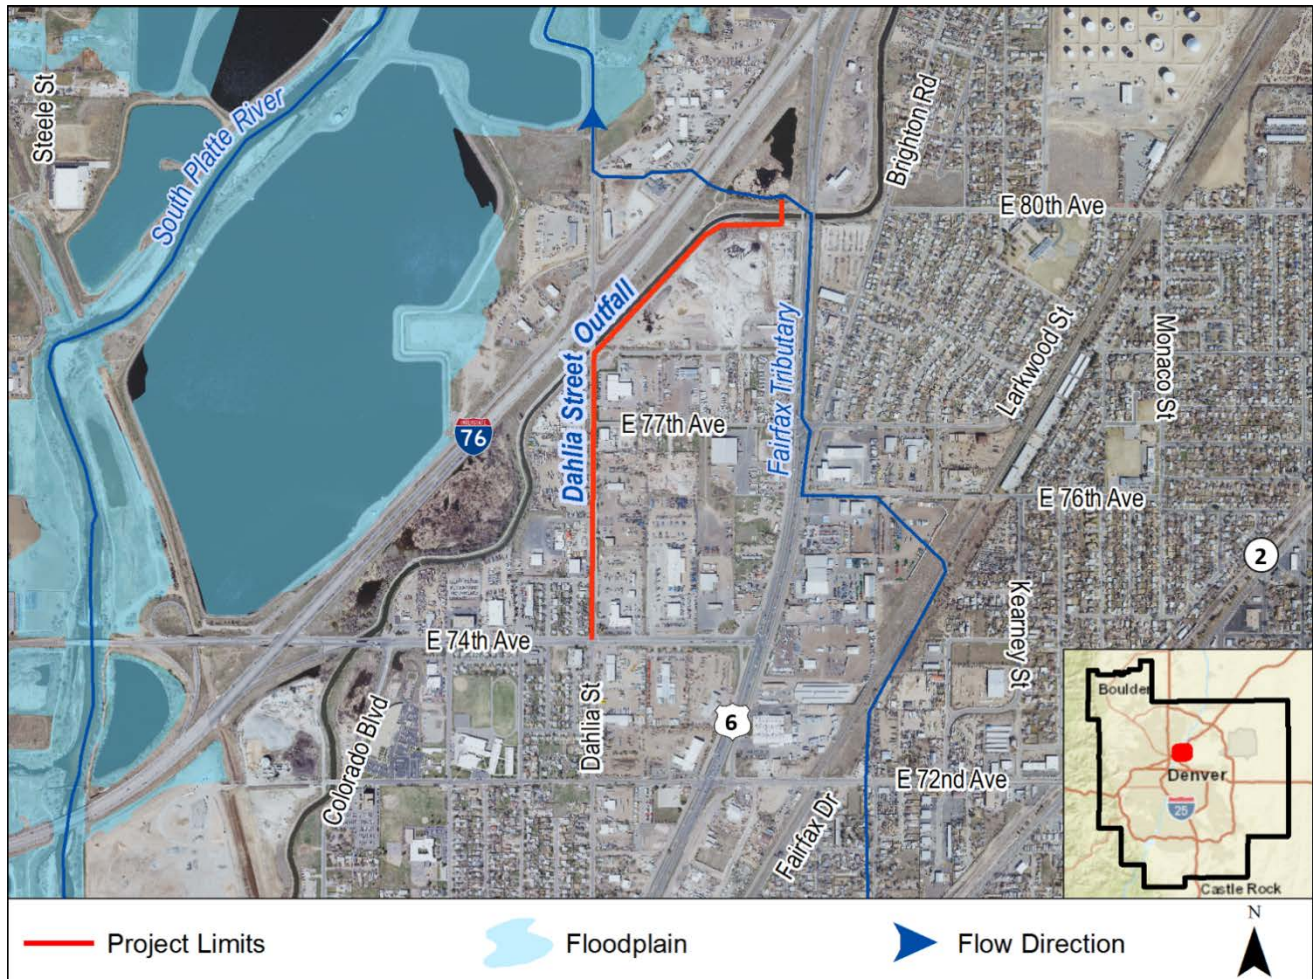 Steele St
South Platte River
Brighton Rd
E 80th Ave
Dahlia Street Outfall
Fairfax Tributary
Larkwood St
Monaco St
INTERSTATE
76
E 77th Ave
E 76th Ave
2
Kearney St
E 74th Ave
Colorado Blvd
Dahlia St
6
E 72nd Ave
Fairfax Dr
Boulder
Denver
25
Castle Rock
Project Limits
Floodplain
Flow Direction
N